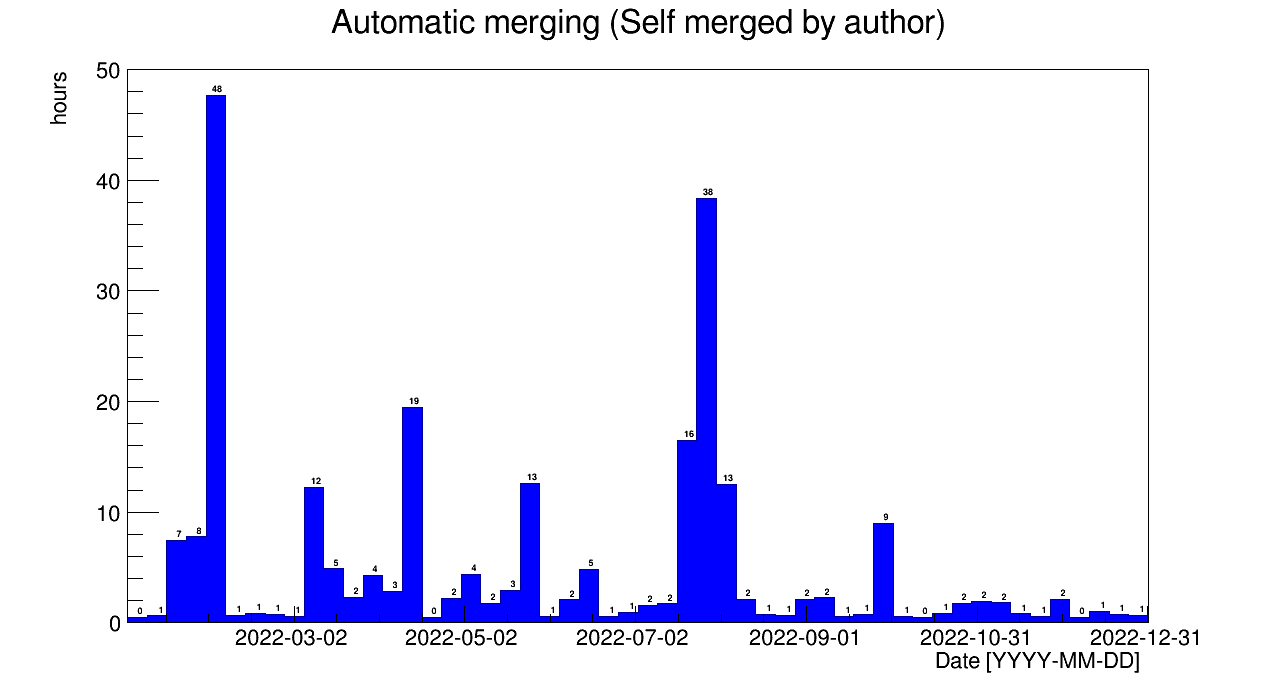 Automatic merging (Self merged by author)
hours
50
40
30
20
10
0
0 1 7 8 48 1 1 1 1 12 5 2 4 3 19 0 2 4 2 3 13 1 2 5 1 1 2 2 16 38 13 2 1 1 2 2 1 1 9 1 0 1 2 2 2 1 1 2 0 1 1 1
2022-03-02 2022-05-02 2022-07-02 2022-09-01 2022-10-31 2022-12-31
Date [YYYY-MM-DD]